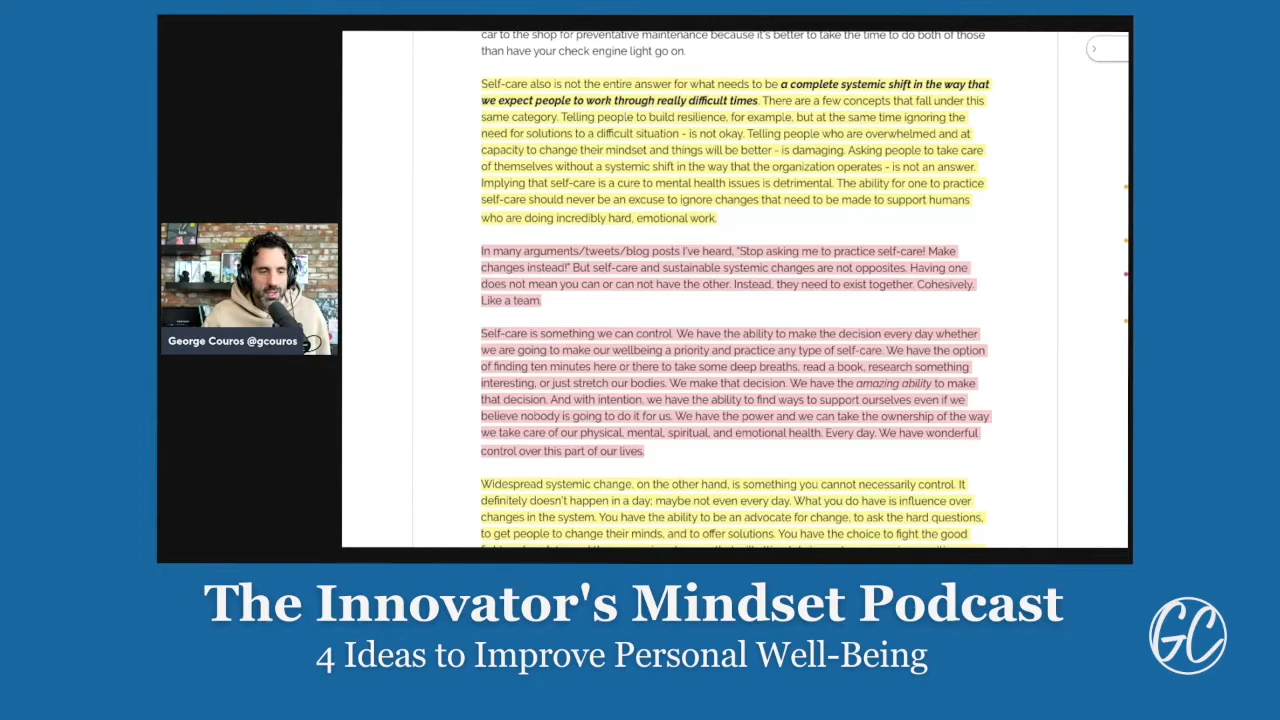 car to the shop for preventative maintenance because it's better to take the time to do both of those
than have your check engine light go on.
Self-care also is not the entire answer for what needs to be a complete systemic shift in the way that
we expect people to work through really difficult times. There are a few concepts that fall under this
same category. Telling people to build resilience, for example, but at the same time ignoring the
need for solutions to a difficult situation - is not okay. Telling people who are overwhelmed and at
capacity to change their mindset and things will be better - is damaging. Asking people to take care
of themselves without a systemic shift in the way that the organization operates - is not an answer.
Implying that self-care is a cure to mental health issues is detrimental. The ability for one to practice
self-care should never be an excuse to ignore changes that need to be made to support humans
who are doing incredibly hard, emotional work.
In many arguments/tweets/blog posts I've heard, "Stop asking me to practice self-care! Make
changes instead!" But self-care and sustainable systemic changes are not opposites. Having one
does not mean you can or can not have the other. Instead, they need to exist together. Cohesively.
Like a team.
Self-care is something we can control. We have the ability to make the decision every day whether
we are going to make our wellbeing a priority and practice any type of self-care. We have the option
of finding ten minutes here or there to take some deep breaths, read a book, research something
interesting, or just stretch our bodies. We make that decision. We have the amazing ability to make
that decision. And with intention, we have the ability to find ways to support ourselves even if we
believe nobody is going to do it for us. We have the power and we can take the ownership of the way
we take care of our physical, mental, spiritual, and emotional health. Every day. We have wonderful
control over this part of our lives.
Widespread systemic change, on the other hand, is something you cannot necessarily control. It
definitely doesn't happen in a day; maybe not even every day. What you do have is influence over
changes in the system. You have the ability to be an advocate for change, to ask the hard questions,
to get people to change their minds, and to offer solutions. You have the choice to fight the good
George Couros @gcouros
The Innovator's Mindset Podcast
4 Ideas to Improve Personal Well-Being
GC